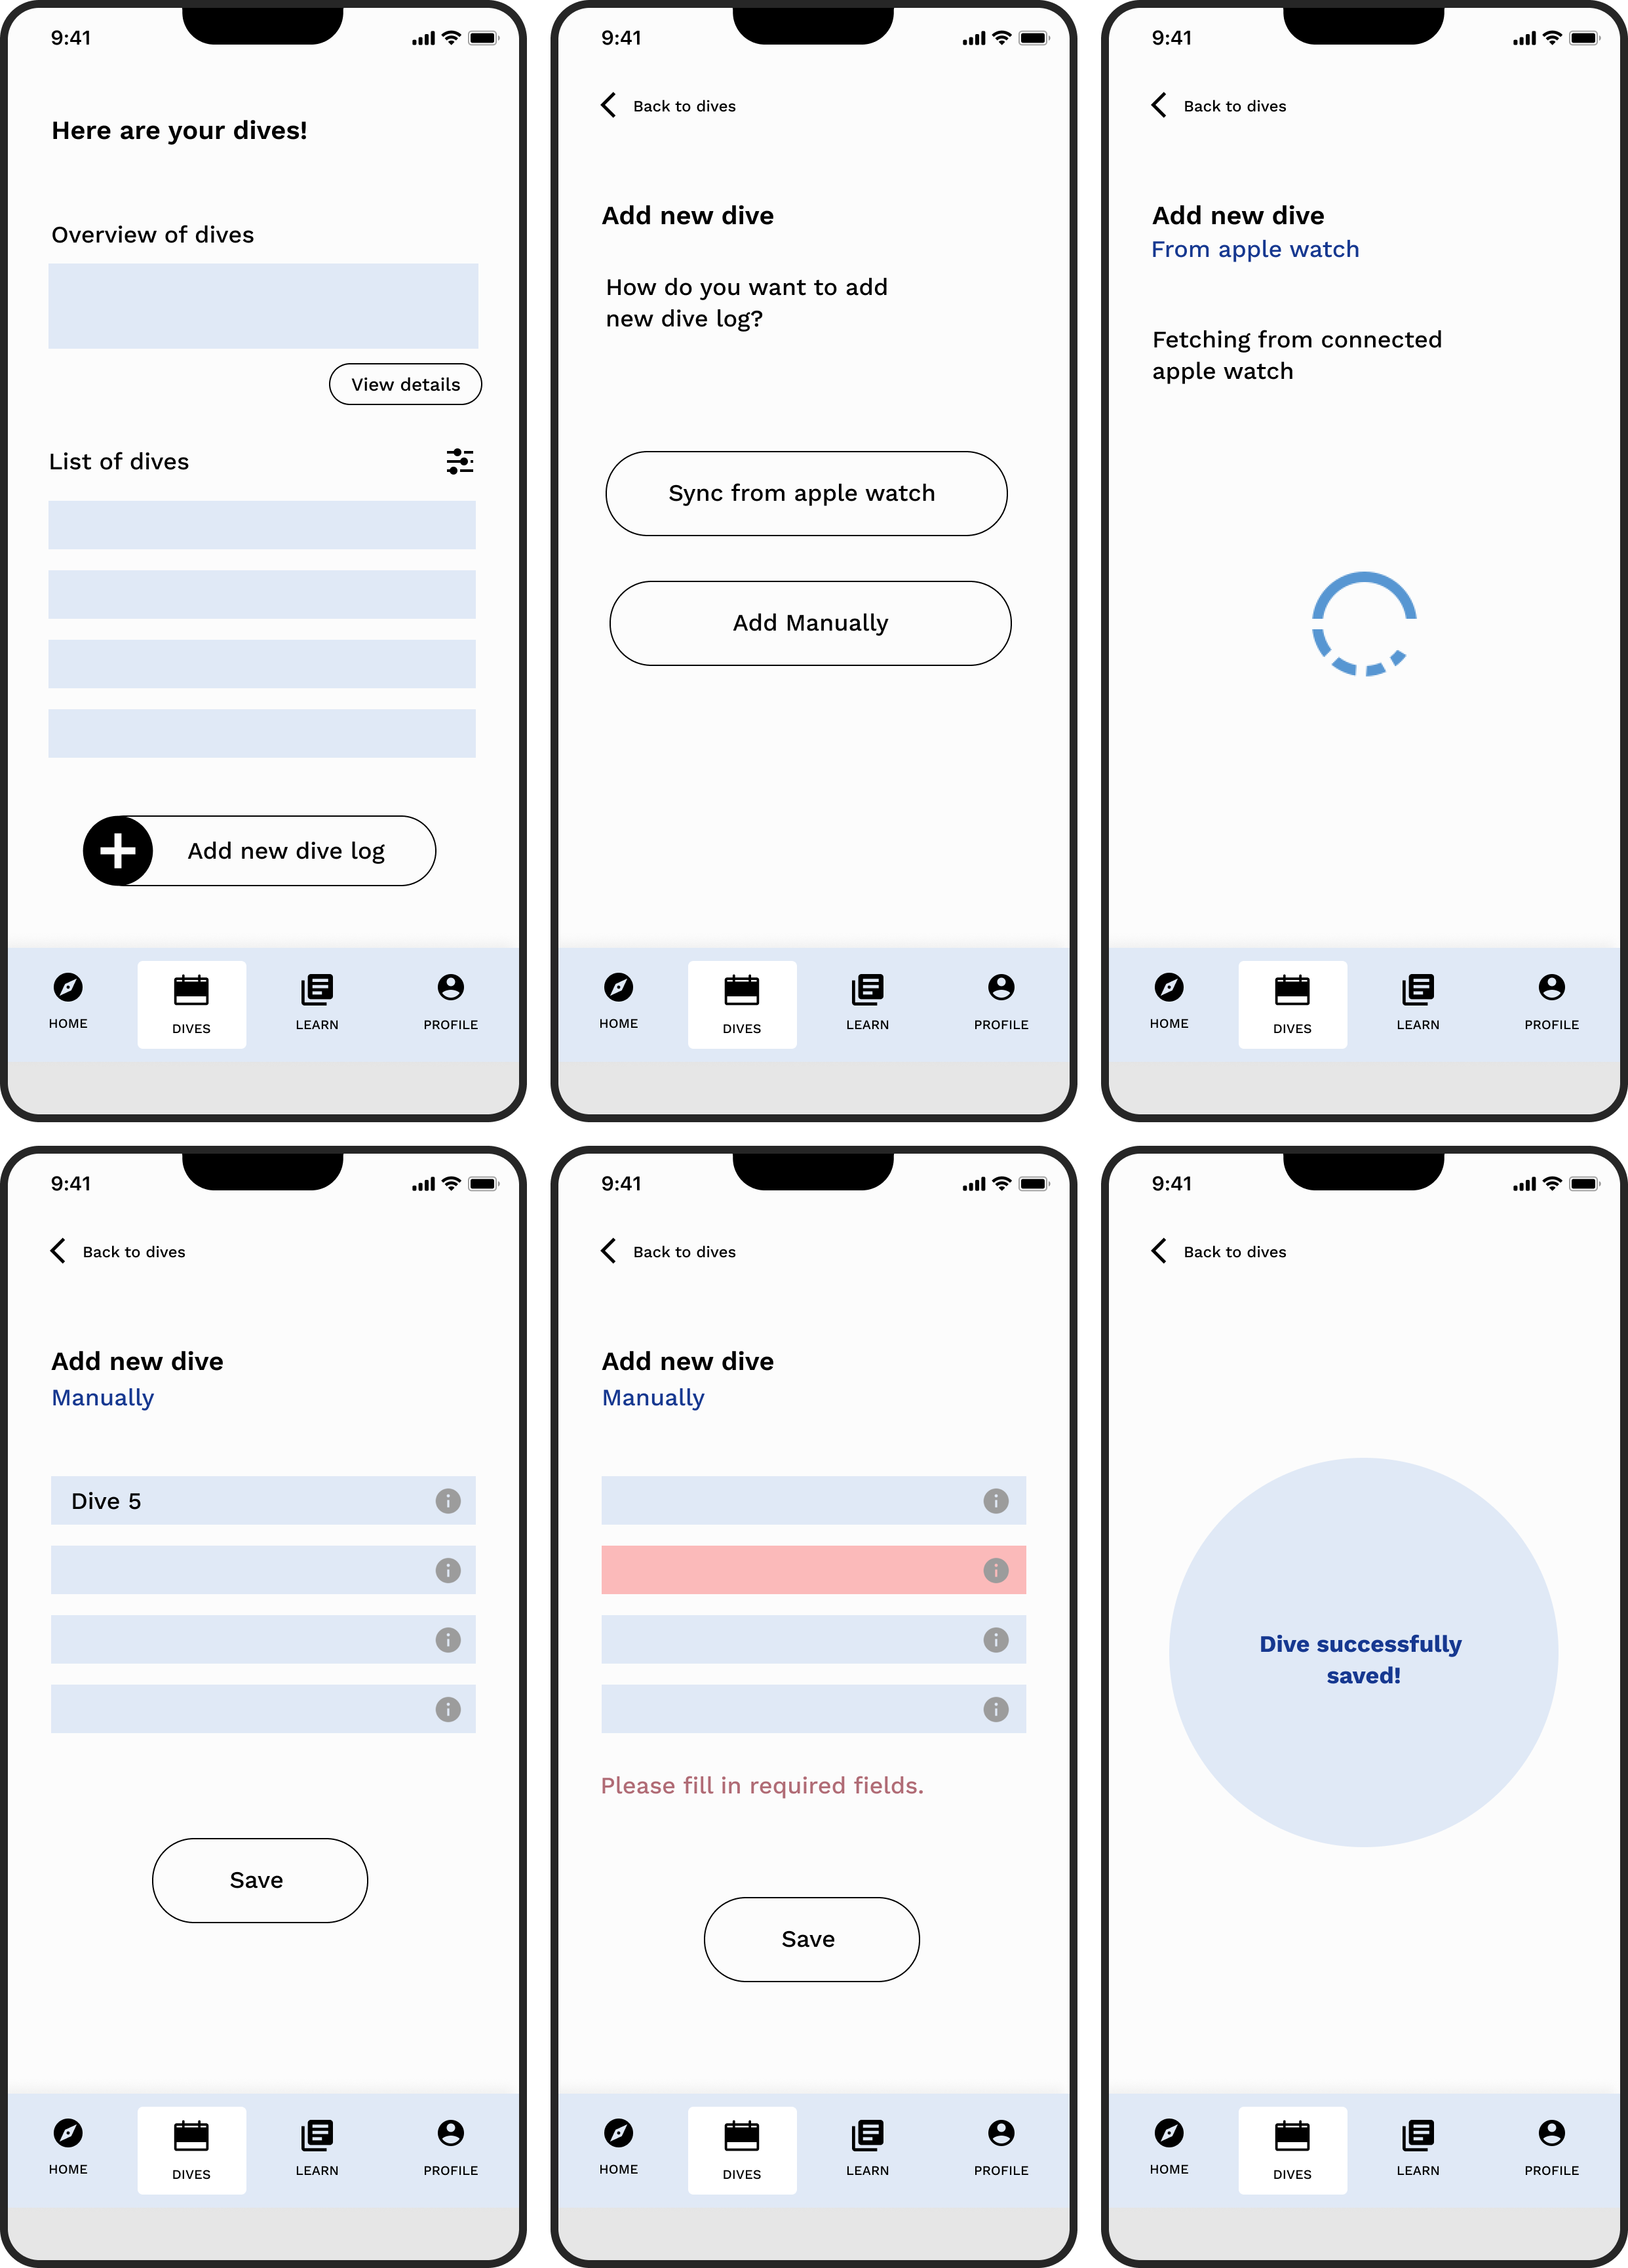 9:41
Here are your dives!
Overview of dives
View details
List of dives
Add new dive log
HOME
DIVES
LEARN
PROFILE
9:41
Back to dives
Add new dive
How do you want to add
new dive log?
Sync from apple watch
Add Manually
HOME
DIVES
LEARN
PROFILE
9:41
Back to dives
Add new dive
From apple watch
Fetching from connected
apple watch
HOME
DIVES
LEARN
PROFILE
9:41
Back to dives
Add new dive
Manually
Dive 5
Save
HOME
DIVES
LEARN
PROFILE
9:41
Back to dives
Add new dive
Manually
Please fill in required fields.
Save
HOME
DIVES
LEARN
PROFILE
9:41
Back to dives
Dive successfully
saved!
HOME
DIVES
LEARN
PROFILE